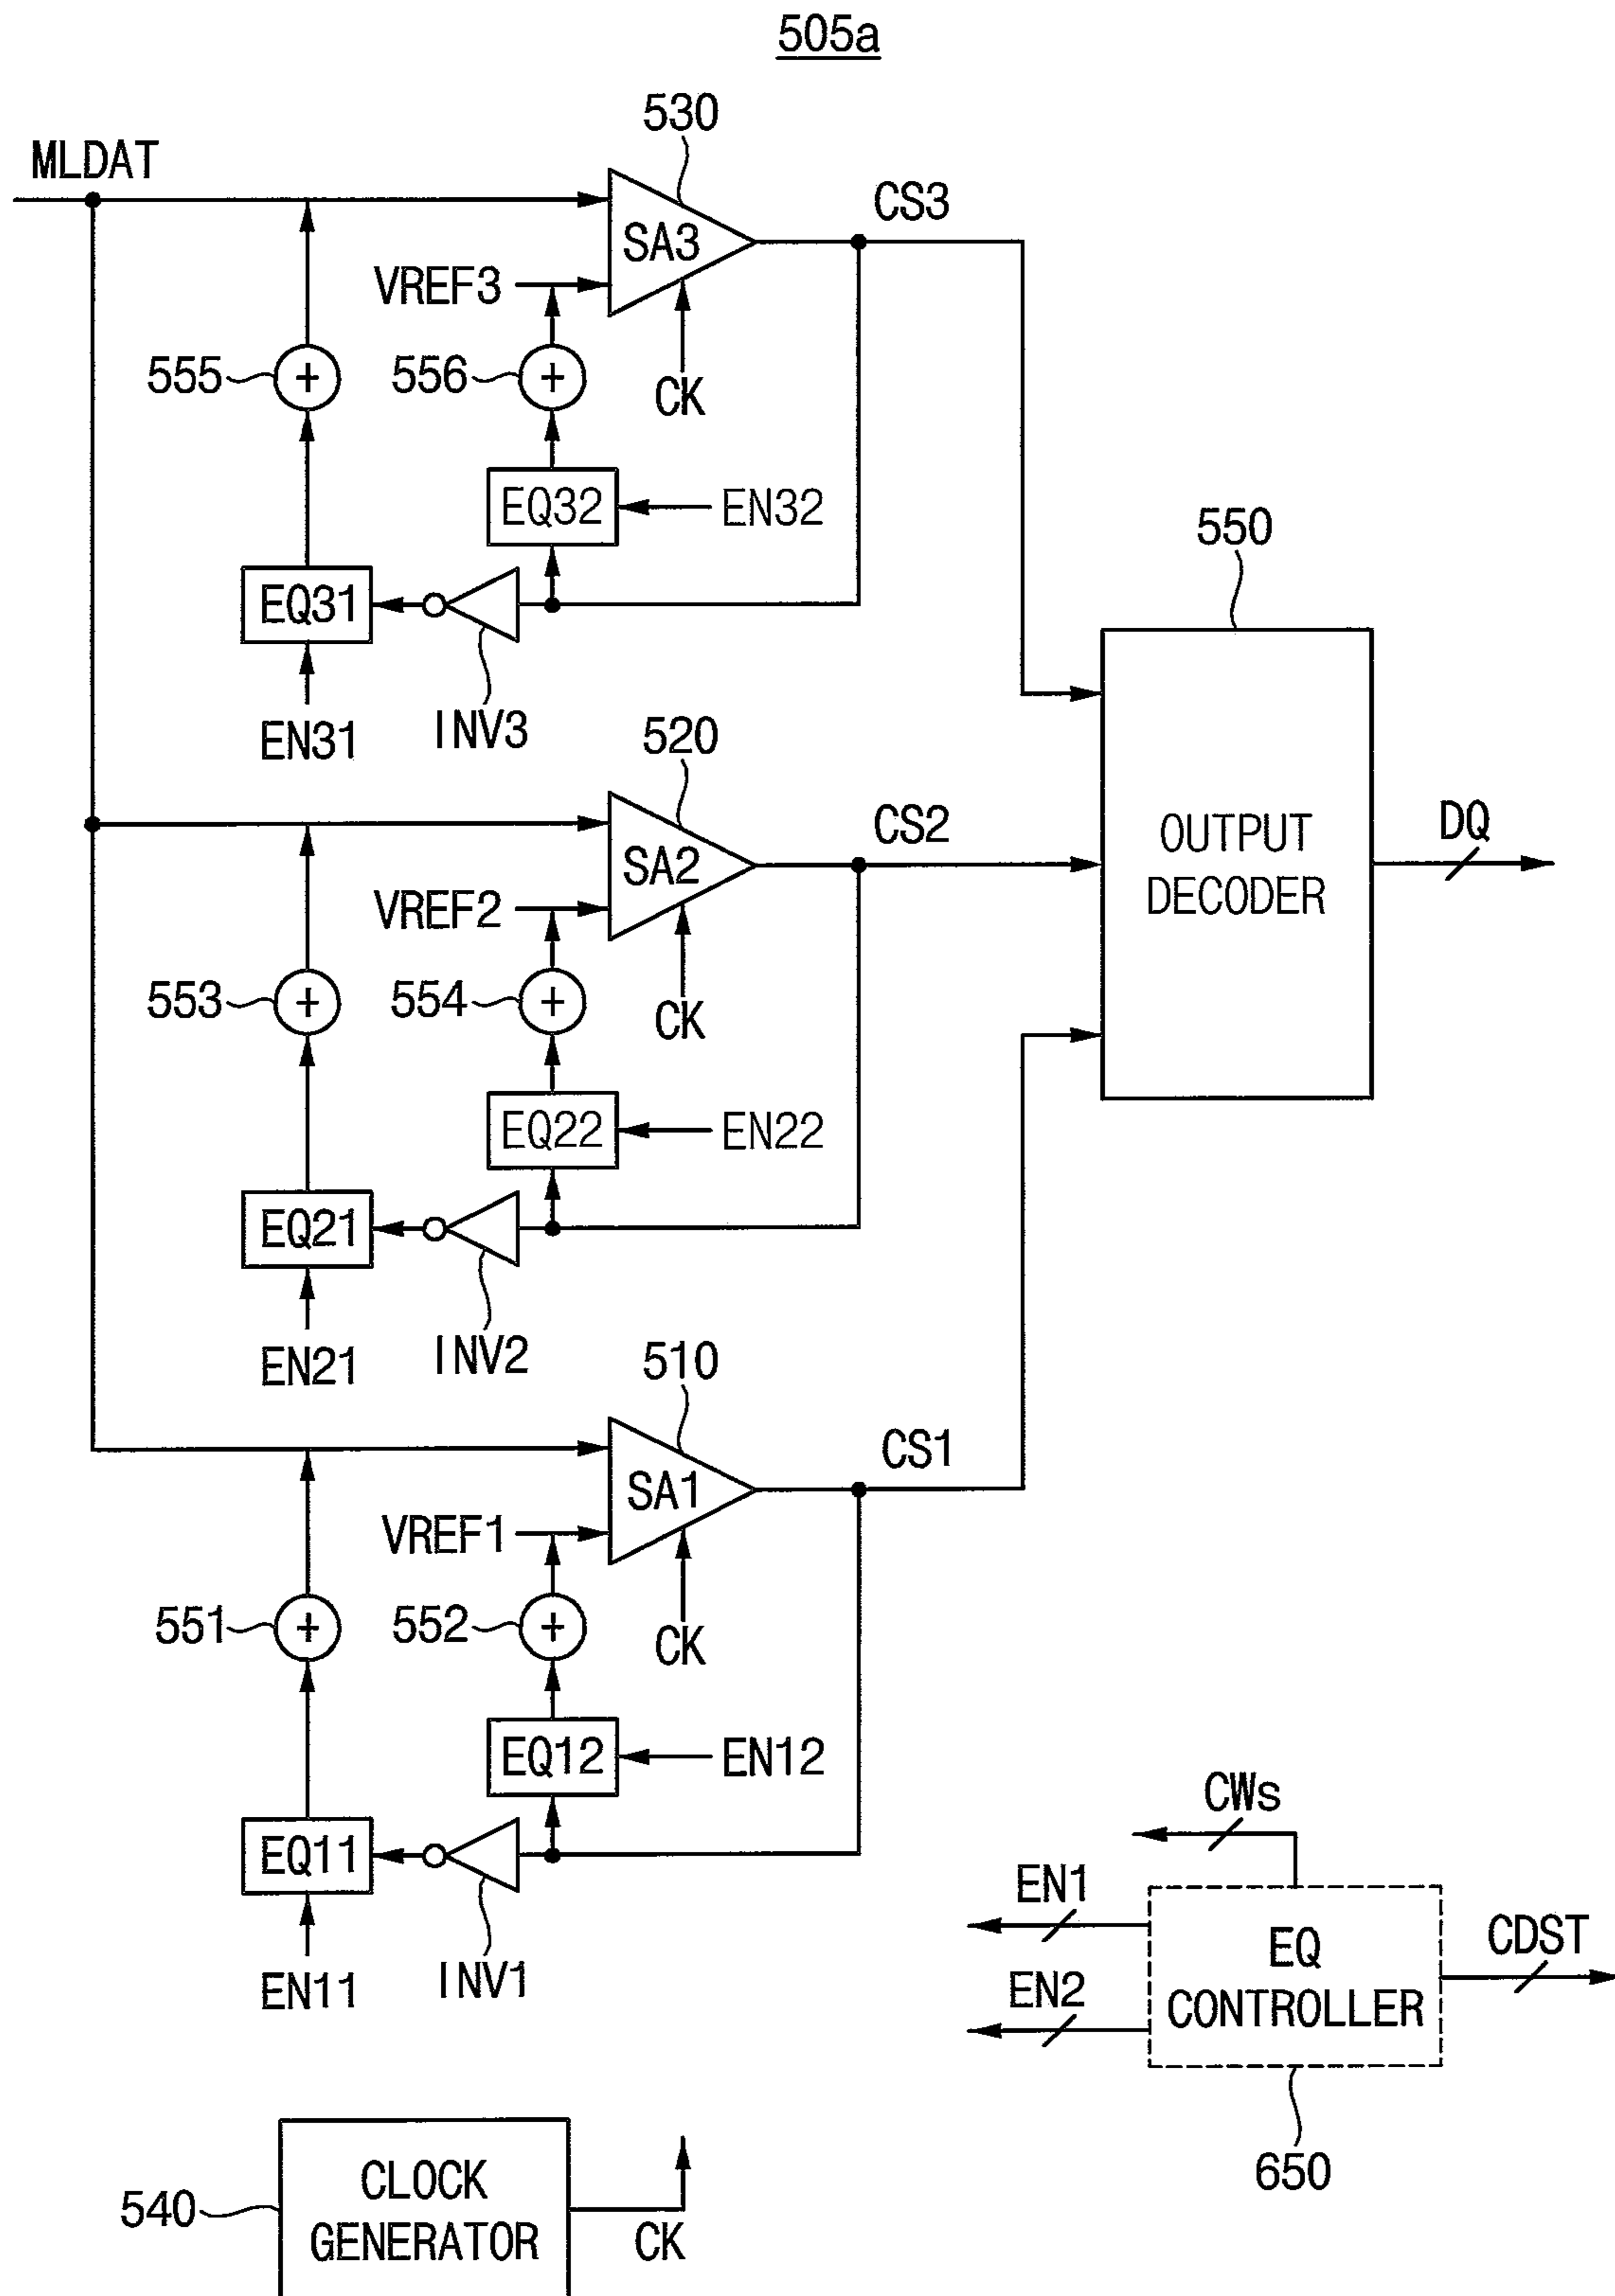 505a
530
MLDAT
CS3
SA3
VREF3
555
556
CK
EQ32
EN32
550
EQ31
INV3
EN31
520
CS2
OUTPUT
DECODER
DQ
SA2
VREF2
553
554
CK
EQ22
EN22
EQ21
INV2
EN21
510
CS1
SA1
VREF1
551
552
CK
EQ12
EN12
CWs
EQ11
EN1
EQ
CONTROLLER
CDST
INV1
EN11
EN2
650
CLOCK
GENERATOR
540
CK